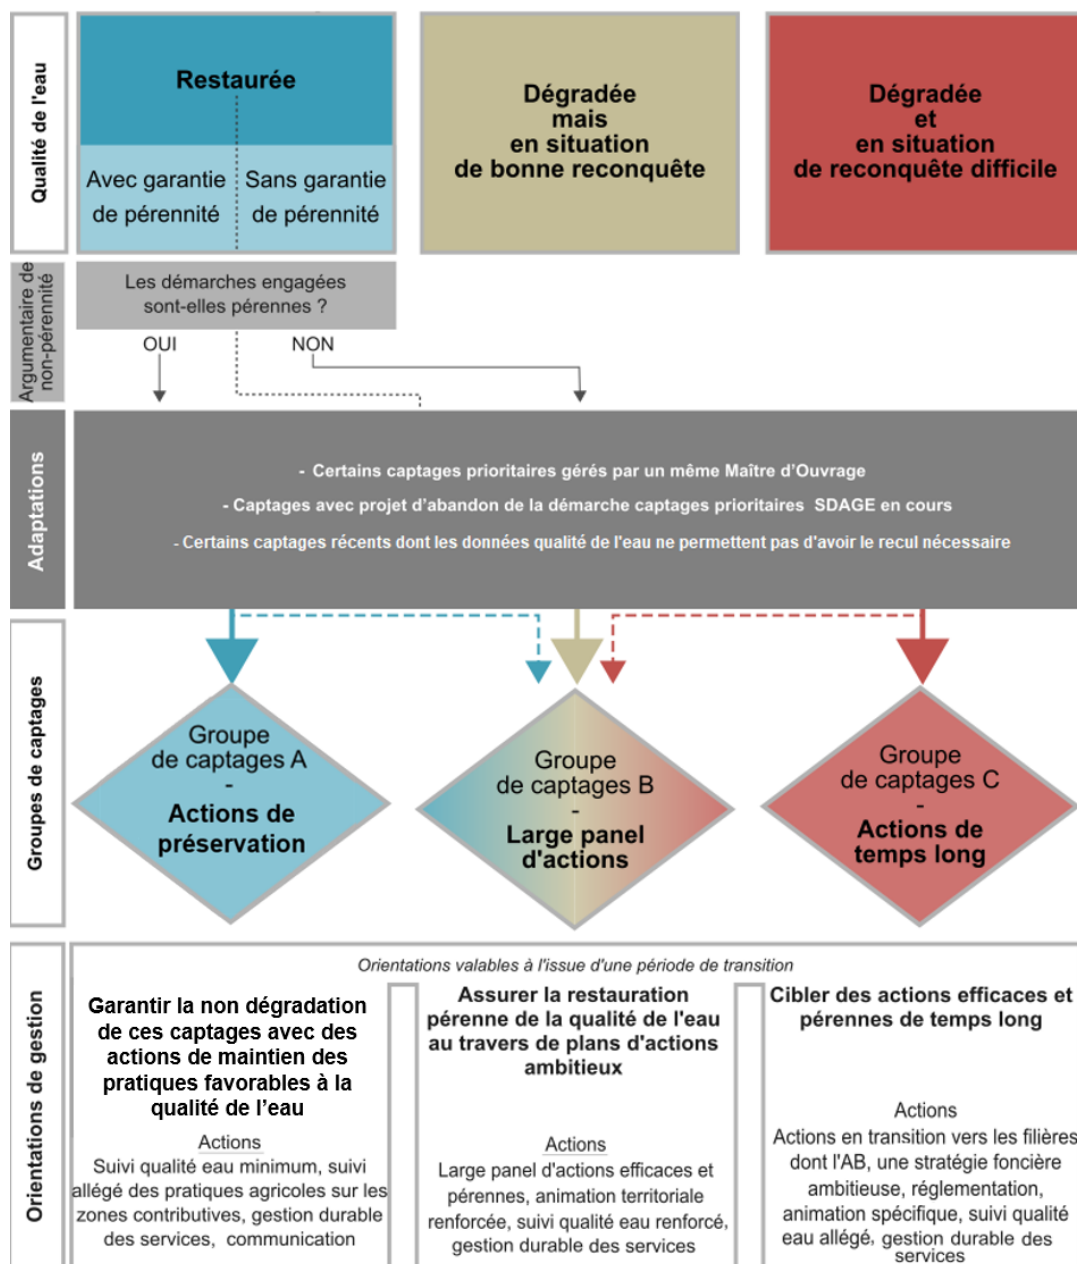 Qualité de l'eau
Restaurée
Avec garantie
de pérennité
Sans garantie
de pérennité
Dégradée
mais
en situation
de bonne reconquête
Dégradée
et
en situation
de reconquête difficile
Argumentaire de
non-pérennité
Les démarches engagées
sont-elles pérennes ?
OUI
NON
Adaptations
- Certains captages prioritaires gérés par un même Maître d'Ouvrage
- Captages avec projet d'abandon de la démarche captages prioritaires SDAGE en cours
- Certains captages récents dont les données qualité de l'eau ne permettent pas d'avoir le recul nécessaire
Groupes de captages
Groupe
de captages A
-
Actions de
préservation
Groupe
de captages B
-
Large panel
d'actions
Groupe
de captages C
-
Actions de
temps long
Orientations de gestion
Orientations valables à l'issue d'une période de transition
Garantir la non dégradation
de ces captages avec des
actions de maintien des
pratiques favorables à la
qualité de l'eau
Actions
Suivi qualité eau minimum, suivi
allégé des pratiques agricoles sur les
zones contributives, gestion durable
des services, communication
Assurer la restauration
pérenne de la qualité de l'eau
au travers de plans d'actions
ambitieux
Actions
Large panel d'actions efficaces et
pérennes, animation territoriale
renforcée, suivi qualité eau renforcé,
gestion durable des services
Cibler des actions efficaces et
pérennes de temps long
Actions
Actions en transition vers les filières
dont l'AB, une stratégie foncière
ambitieuse, réglementation,
animation spécifique, suivi qualité
eau allégé, gestion durable des
services